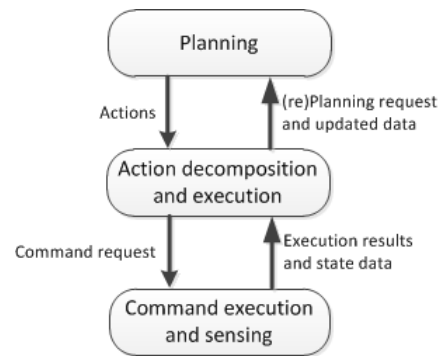 Planning
Actions
(re)Planning request
and updated data
Action decomposition
and execution
Command request
Execution results
and state data
Command execution
and sensing